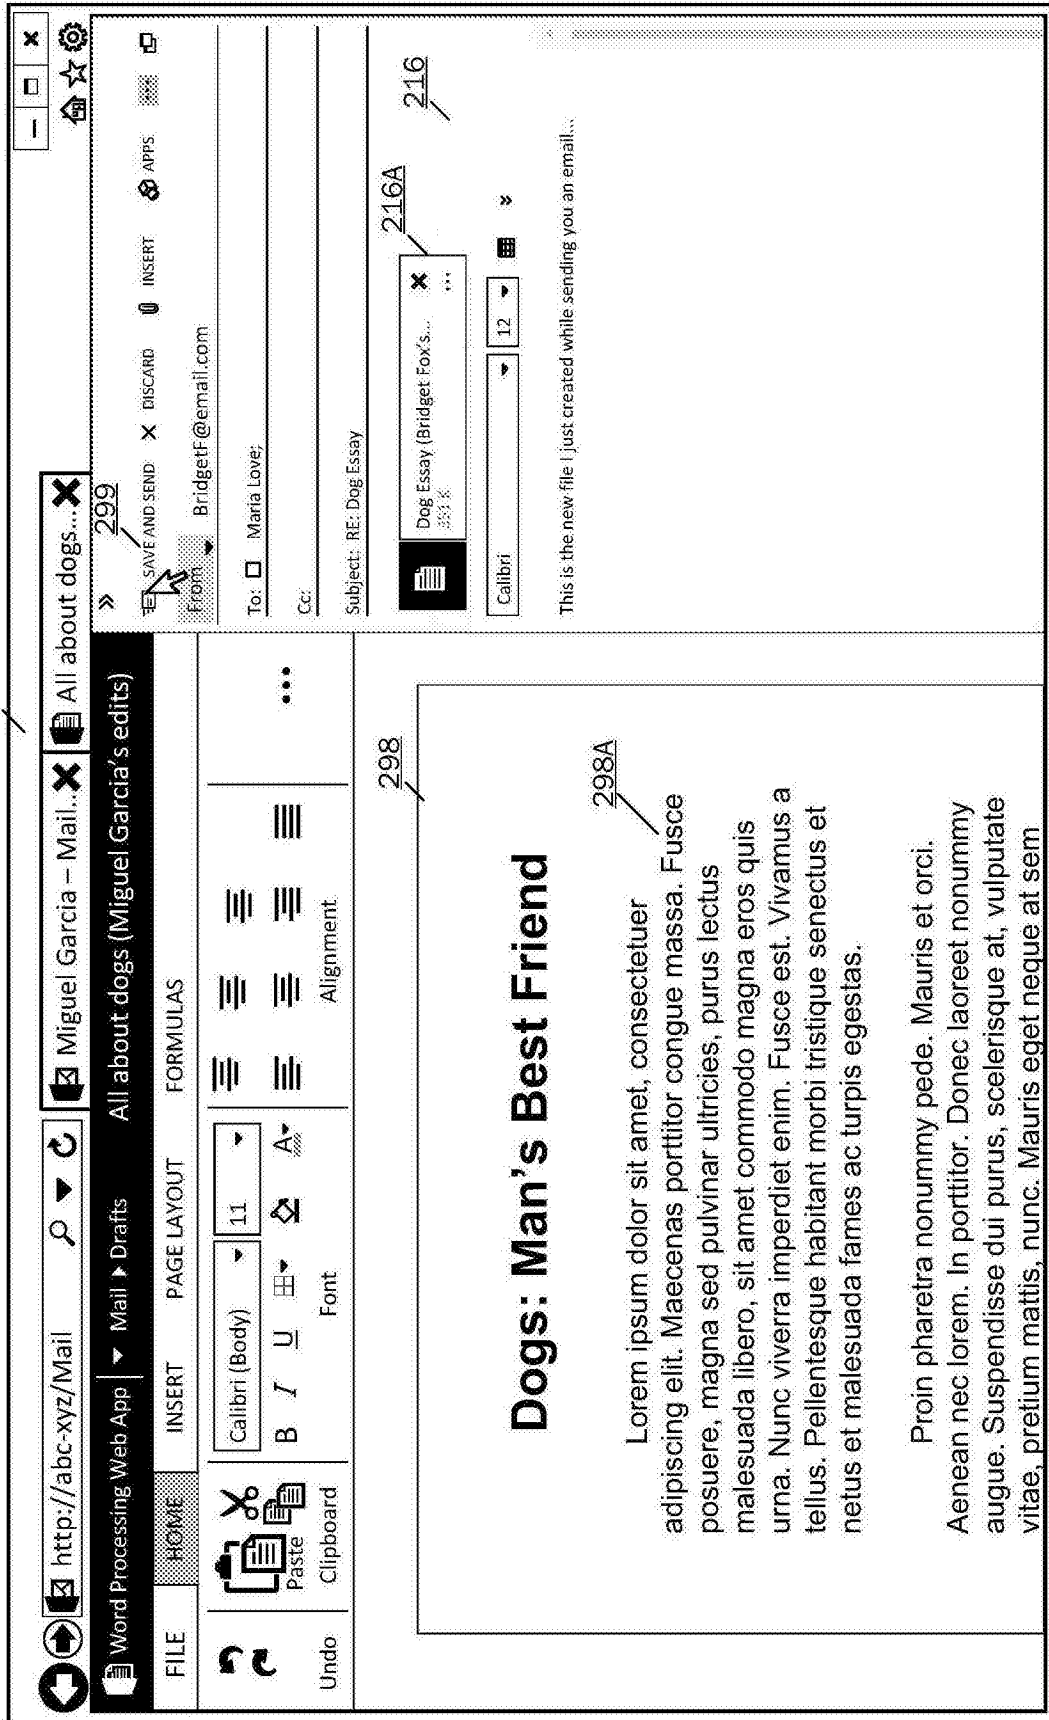 http://abc-xyz/Mail
Miguel Garcia – Mail...
All about dogs...
Word Processing Web App
Mail
Drafts
All about dogs (Miguel Garcia's edits)
FILE
HOME
INSERT
PAGE LAYOUT
FORMULAS
Calibri (Body)
11
B I U
A
Paste
Undo
Clipboard
Font
Alignment
...
298
Dogs: Man's Best Friend
298A
Lorem ipsum dolor sit amet, consectetuer
adipiscing elit. Maecenas porttitor congue massa. Fusce
posuere, magna sed pulvinar ultricies, purus lectus
malesuada libero, sit amet commodo magna eros quis
urna. Nunc viverra imperdiet enim. Fusce est. Vivamus a
tellus. Pellentesque habitant morbi tristique senectus et
netus et malesuada fames ac turpis egestas.
Proin pharetra nonummy pede. Mauris et orci.
Aenean nec lorem. In porttitor. Donec laoreet nonummy
augue. Suspendisse dui purus, scelerisque at, vulputate
vitae, pretium mattis, nunc. Mauris eget neque at sem
299
SAVE AND SEND
DISCARD
INSERT
APPS
...
From
BridgetF@email.com
To:
Maria Love;
Cc:
Subject: RE: Dog Essay
216A
216
Dog Essay (Bridget Fox's...
K
...
Calibri
12
This is the new file I just created while sending you an email...